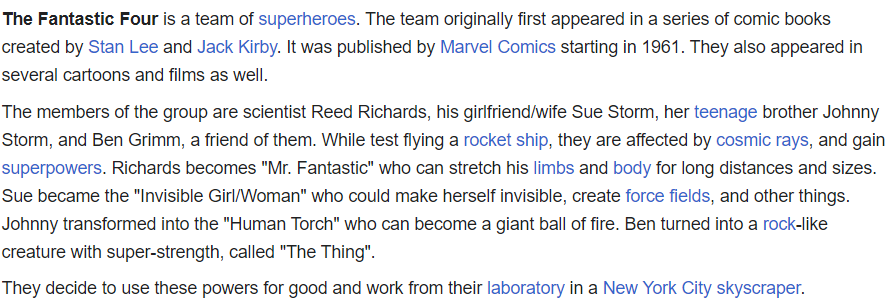 The Fantastic Four is a team of superheroes. The team originally first appeared in a series of comic books
created by Stan Lee and Jack Kirby. It was published by Marvel Comics starting in 1961. They also appeared in
several cartoons and films as well.
The members of the group are scientist Reed Richards, his girlfriend/wife Sue Storm, her teenage brother Johnny
Storm, and Ben Grimm, a friend of them. While test flying a rocket ship, they are affected by cosmic rays, and gain
superpowers. Richards becomes "Mr. Fantastic" who can stretch his limbs and body for long distances and sizes.
Sue became the "Invisible Girl/Woman" who could make herself invisible, create force fields, and other things.
Johnny transformed into the "Human Torch" who can become a giant ball of fire. Ben turned into a rock-like
creature with super-strength, called "The Thing".
They decide to use these powers for good and work from their laboratory in a New York City skyscraper.